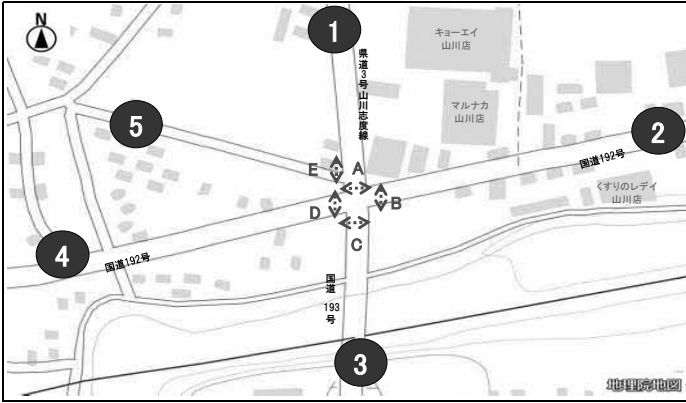 N
1
キョーエイ
山川店
県道3号山川志度線
マルナカ
山川店
5
2
国道192号
E
A
くすりのレデイ
山川店
D
B
C
4
国道192号
国道
193
号
3
地理院地図